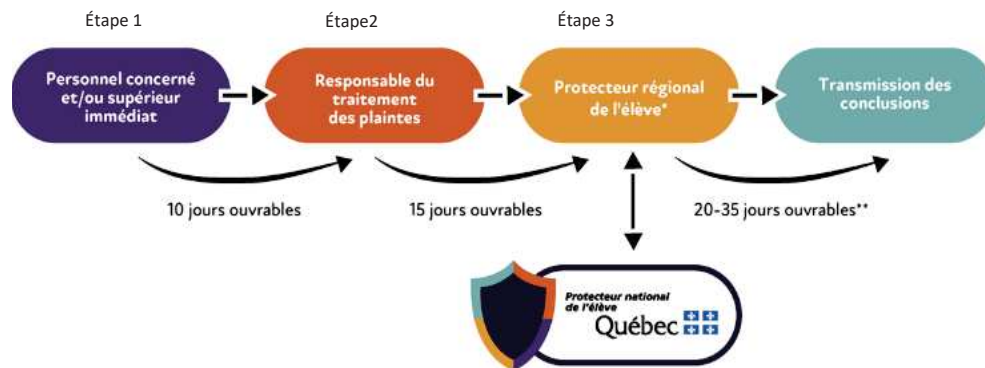 Étape 1
Étape2
Étape 3
Personnel concerné
et/ou supérieur
immédiat
Responsable du
traitement
des plaintes
Protecteur régional
de l'élève*
Transmission des
conclusions
10 jours ouvrables
15 jours ouvrables
20-35 jours ouvrables**
Protecteur national
de l'élève
Québec